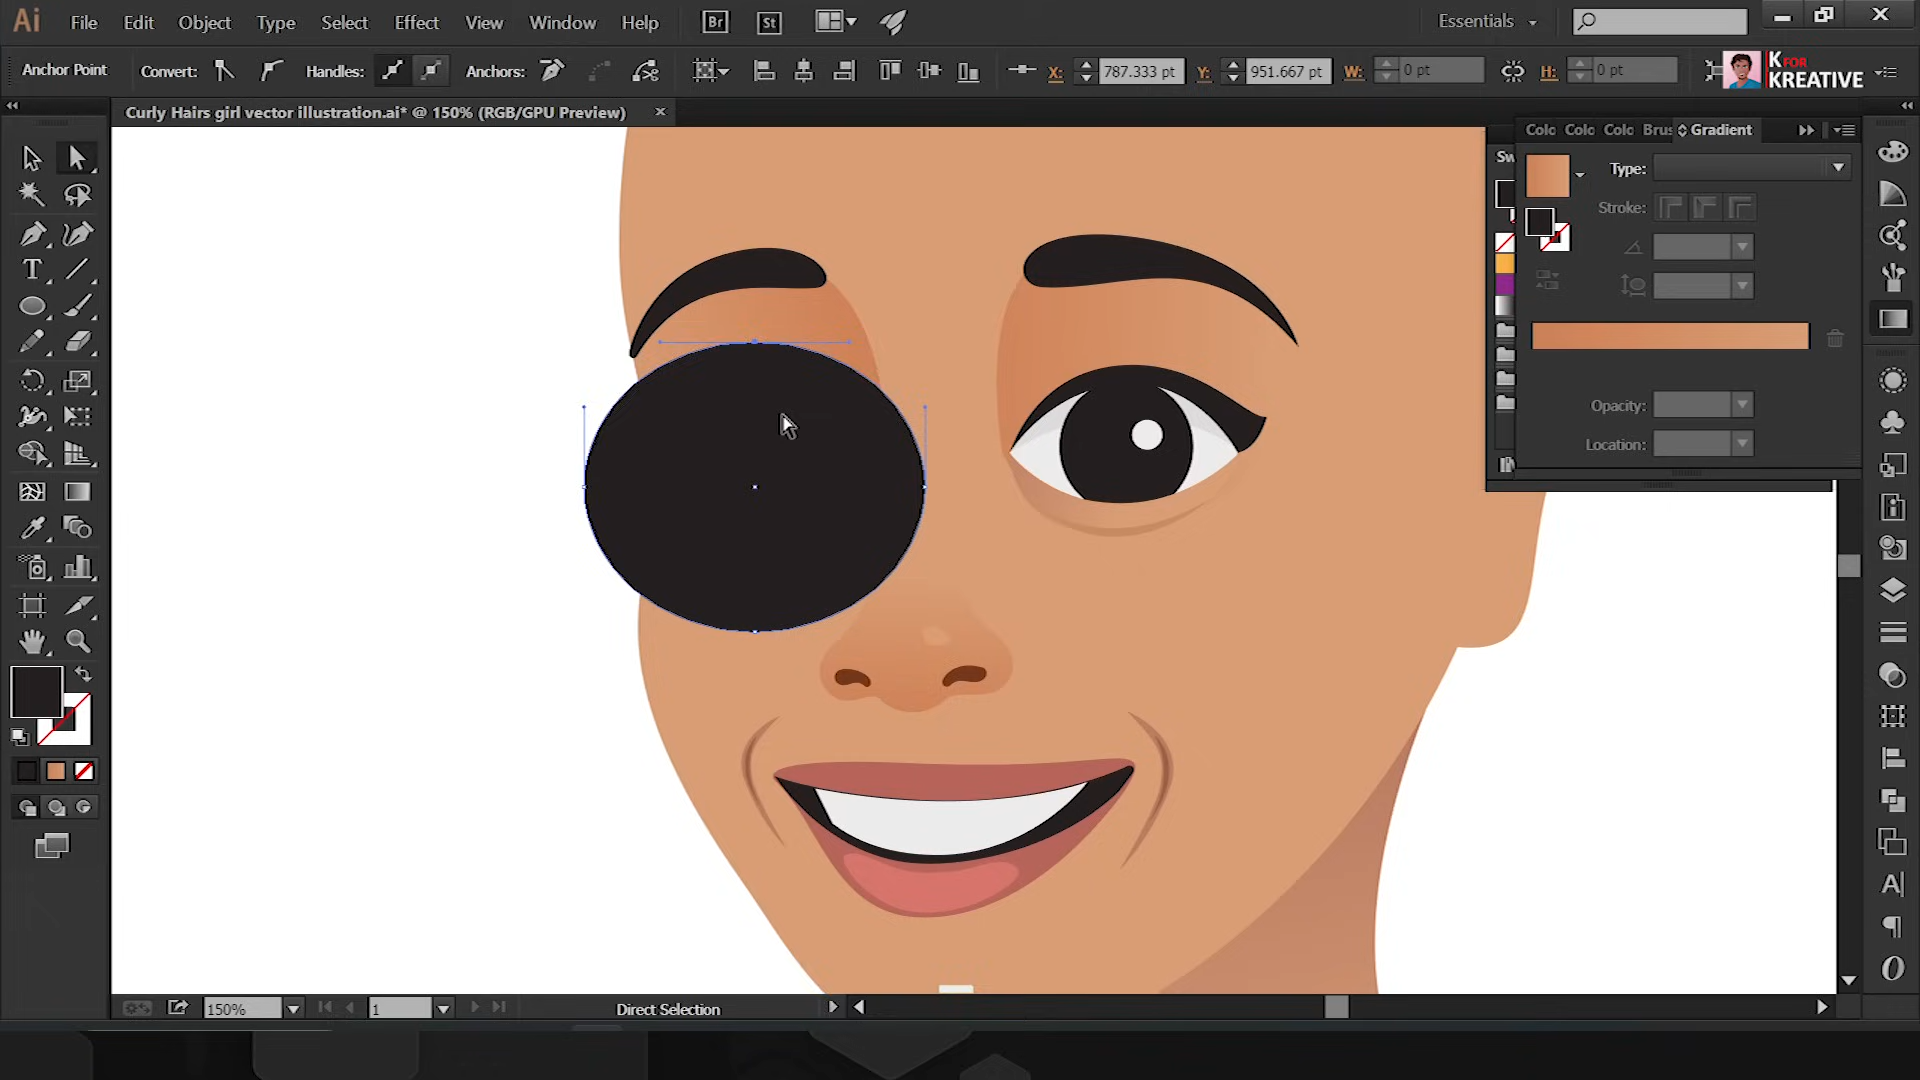 Ai File Edit Object Type Select Effect View Window Help Br St Essentials
Anchor Point Convert: Handles: Anchors: X: 787.333 pt Y: 951.667 pt W: 0 pt H: 0 pt K FOR KREATIVE
Curly Hairs girl vector illustration.ai* @ 150% (RGB/GPU Preview)
Colo Colo Colo Brus Gradient
Sw
Type:
Stroke:
Opacity:
Location:
150% 1 Direct Selection